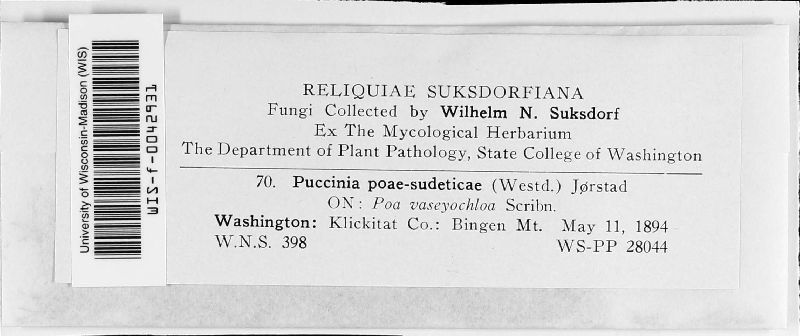 University of Wisconsin-Madison (WIS)
RELIQUIAE SUKSDORFIANA
Fungi Collected by Wilhelm N. Suksdorf
Ex The Mycological Herbarium
The Department of Plant Pathology, State College of Washington
70. Puccinia poae-sudeticae (Westd.) Jørstad
ON: Poa vaseyochloa Scribn.
Washington: Klickitat Co.: Bingen Mt. May 11, 1894
W.N.S. 398 WS-PP 28044